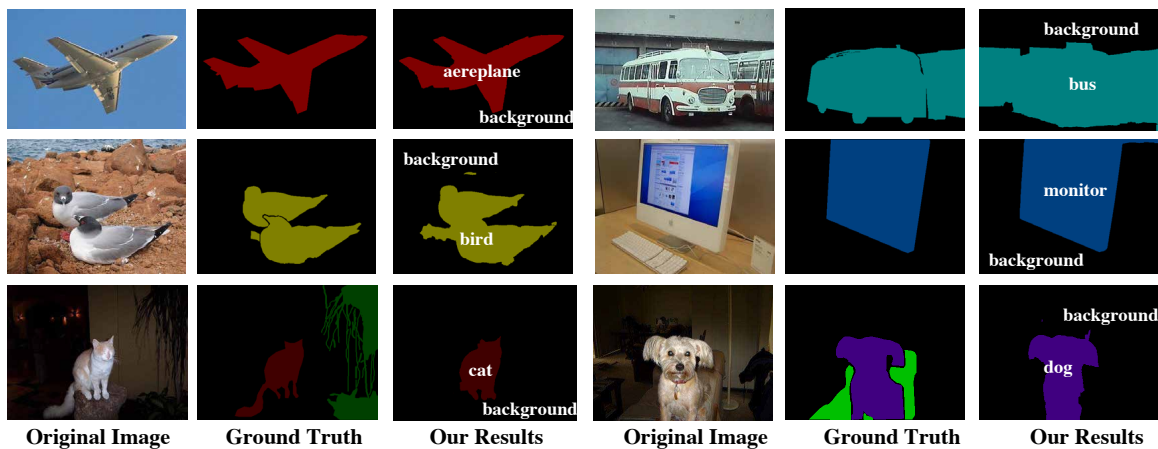 aereplane
background
background
bus
background
bird
monitor
background
cat
background
background
dog
Original Image Ground Truth Our Results Original Image Ground Truth Our Results